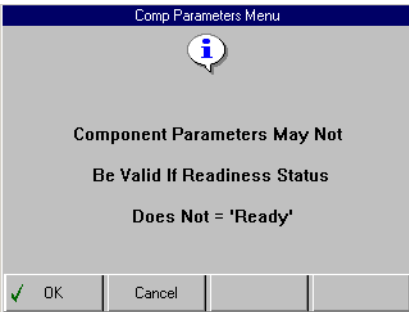 Comp Parameters Menu
Component Parameters May Not
Be Valid If Readiness Status
Does Not = 'Ready'
OK Cancel